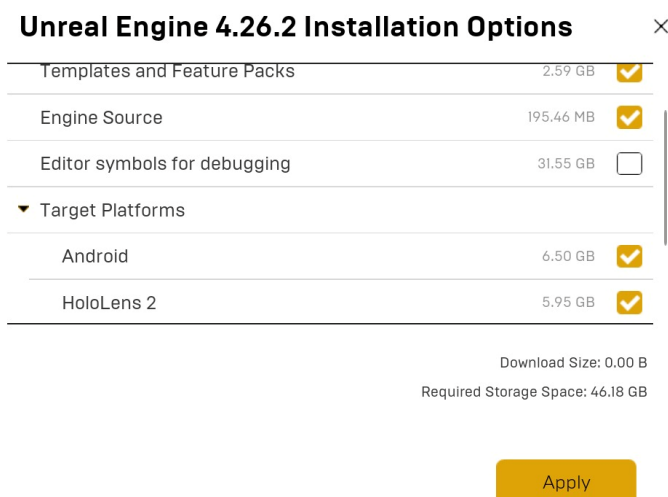 Unreal Engine 4.26.2 Installation Options
Templates and Feature Packs 2.59 GB
Engine Source 195.46 MB
Editor symbols for debugging 31.55 GB
Target Platforms
Android 6.50 GB
HoloLens 2 5.95 GB
Download Size: 0.00 B
Required Storage Space: 46.18 GB
Apply